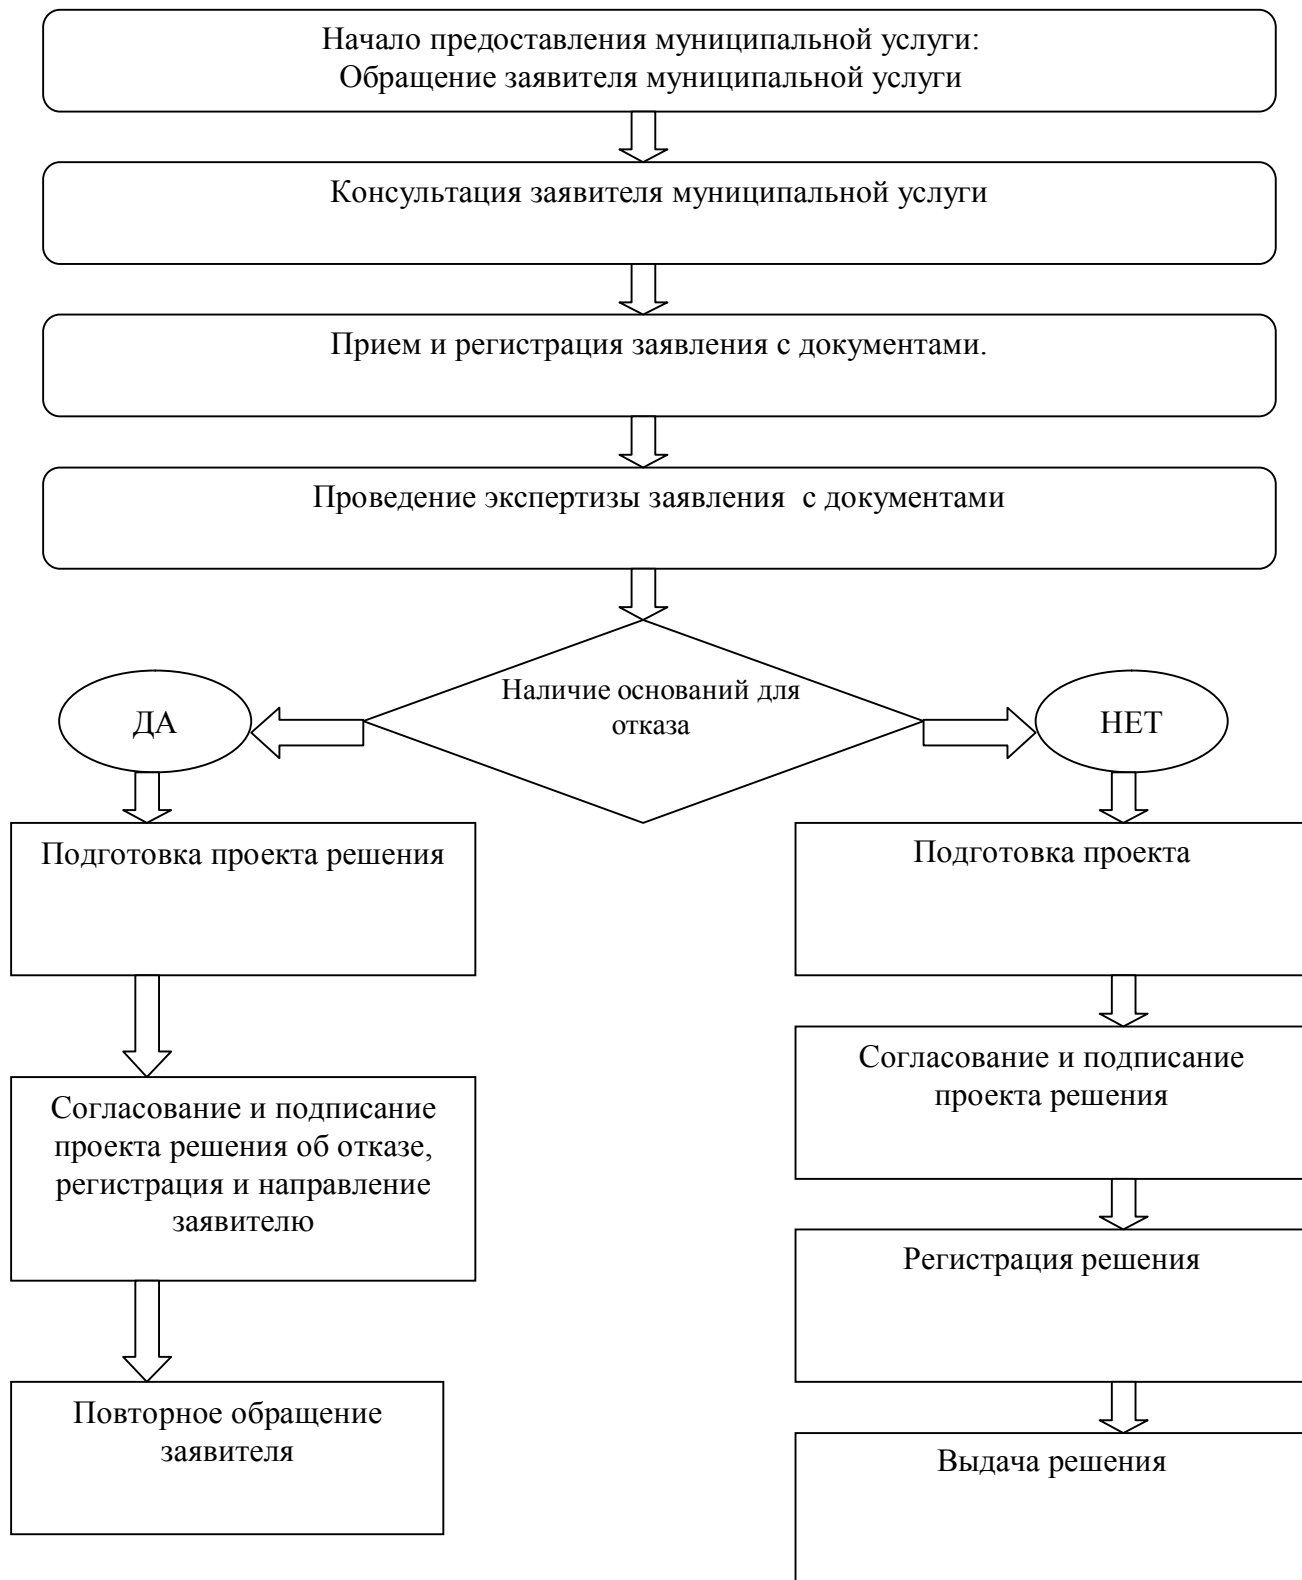 Начало предоставления муниципальной услуги:
Обращение заявителя муниципальной услуги
Консультация заявителя муниципальной услуги
Прием и регистрация заявления с документами.
Проведение экспертизы заявления с документами
Наличие оснований для
отказа
ДА
НЕТ
Подготовка проекта решения
Согласование и подписание
проекта решения об отказе,
регистрация и направление
заявителю
Повторное обращение
заявителя
Подготовка проекта
Согласование и подписание
проекта решения
Регистрация решения
Выдача решения